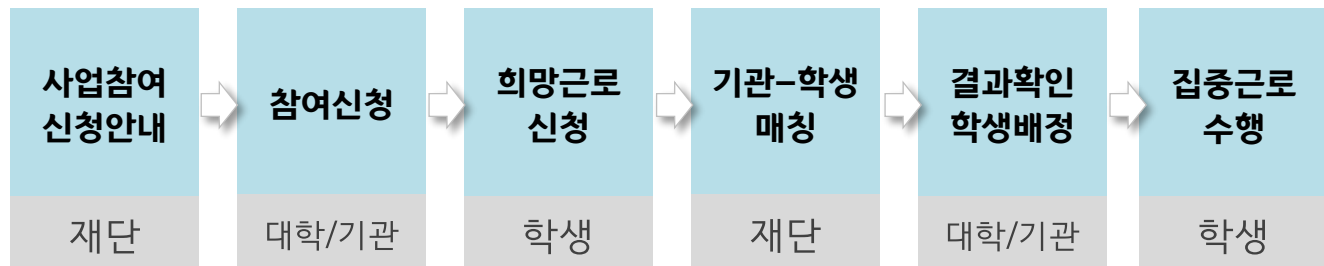 사업참여
신청안내
재단
참여신청
대학/기관
희망근로
신청
학생
기관-학생
매칭
재단
결과확인
학생배정
대학/기관
집중근로
수행
학생